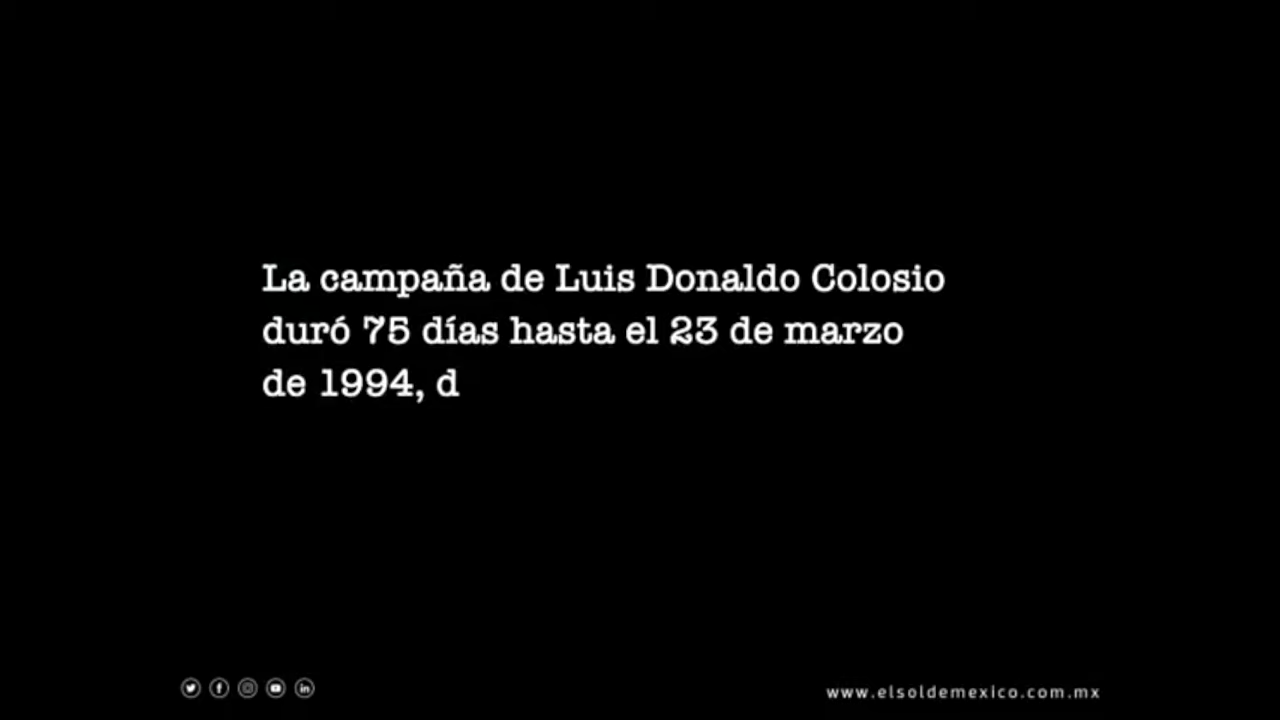 La campaña de Luis Donaldo Colosio
duró 75 días hasta el 23 de marzo
de 1994, d
www.elsoldemexico.com.mx